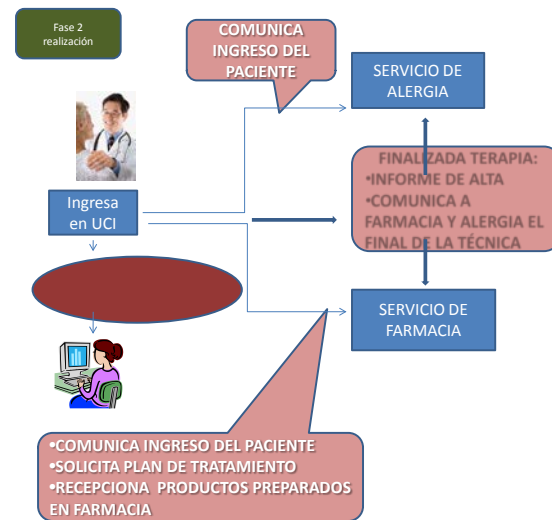 Fase 2
realización
COMUNICA
INGRESO DEL
PACIENTE
SERVICIO DE
ALERGIA
Ingresa
en UCI
FINALIZADA TERAPIA:
•INFORME DE ALTA
•COMUNICA A
FARMACIA Y ALERGIA EL
FINAL DE LA TÉCNICA
SERVICIO DE
FARMACIA
•COMUNICA INGRESO DEL PACIENTE
•SOLICITA PLAN DE TRATAMIENTO
•RECEPCIONA PRODUCTOS PREPARADOS
EN FARMACIA